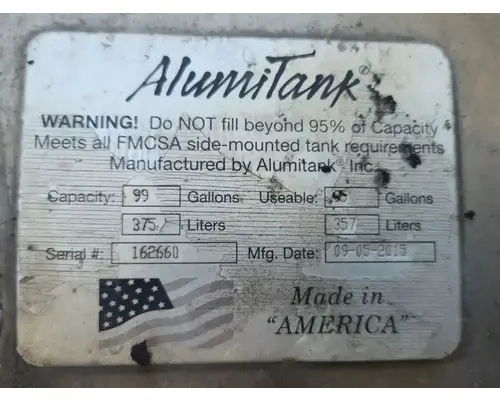 AlumiTank®
WARNING! Do NOT fill beyond 95% of Capacity
Meets all FMCSA side-mounted tank requirements
Manufactured by Alumitank® Inc.
Capacity: 99 Gallons Useable: Gallons
375 Liters 357 Liters
Serial #: 162660 Mfg. Date: 09-05-2015
Made in
"AMERICA"